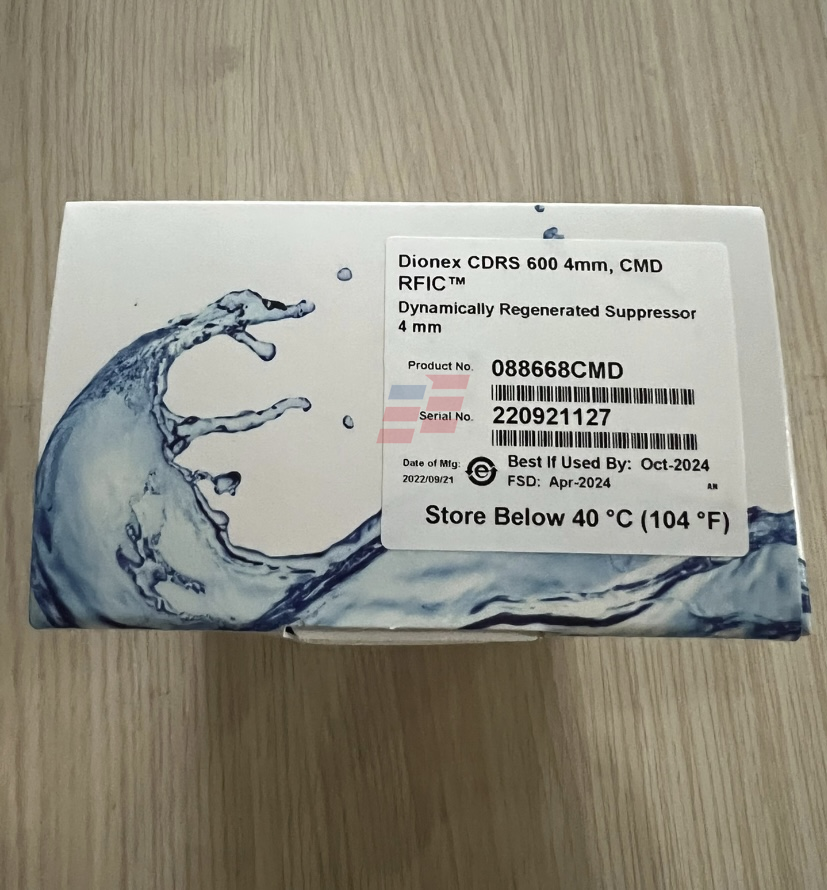 Dionex CDRS 600 4mm, CMD
RFIC™
Dynamically Regenerated Suppressor
4 mm
Product No. 088668CMD
Serial No. 220921127
Date of Mfg: Best If Used By: Oct-2024
2022/09/21 e FSD: Apr-2024 AN
Store Below 40 °C (104 °F)